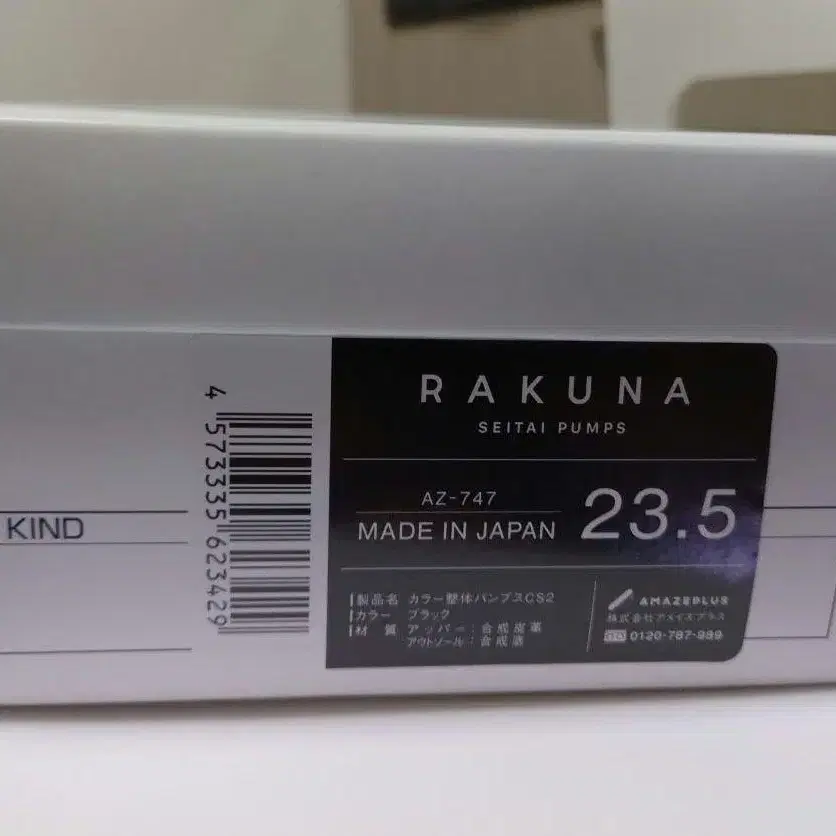 KIND
4 573335 623429
RAKUNA
SEITAI PUMPS
AZ-747
MADE IN JAPAN
23.5
製品名 カラー整体パンプスCS2
カラー ブラック
材 質 アッパー:合成皮革
アウトソール:合成底
AMAZEPLUS
株式会社アメイズプラス
0120-787-989